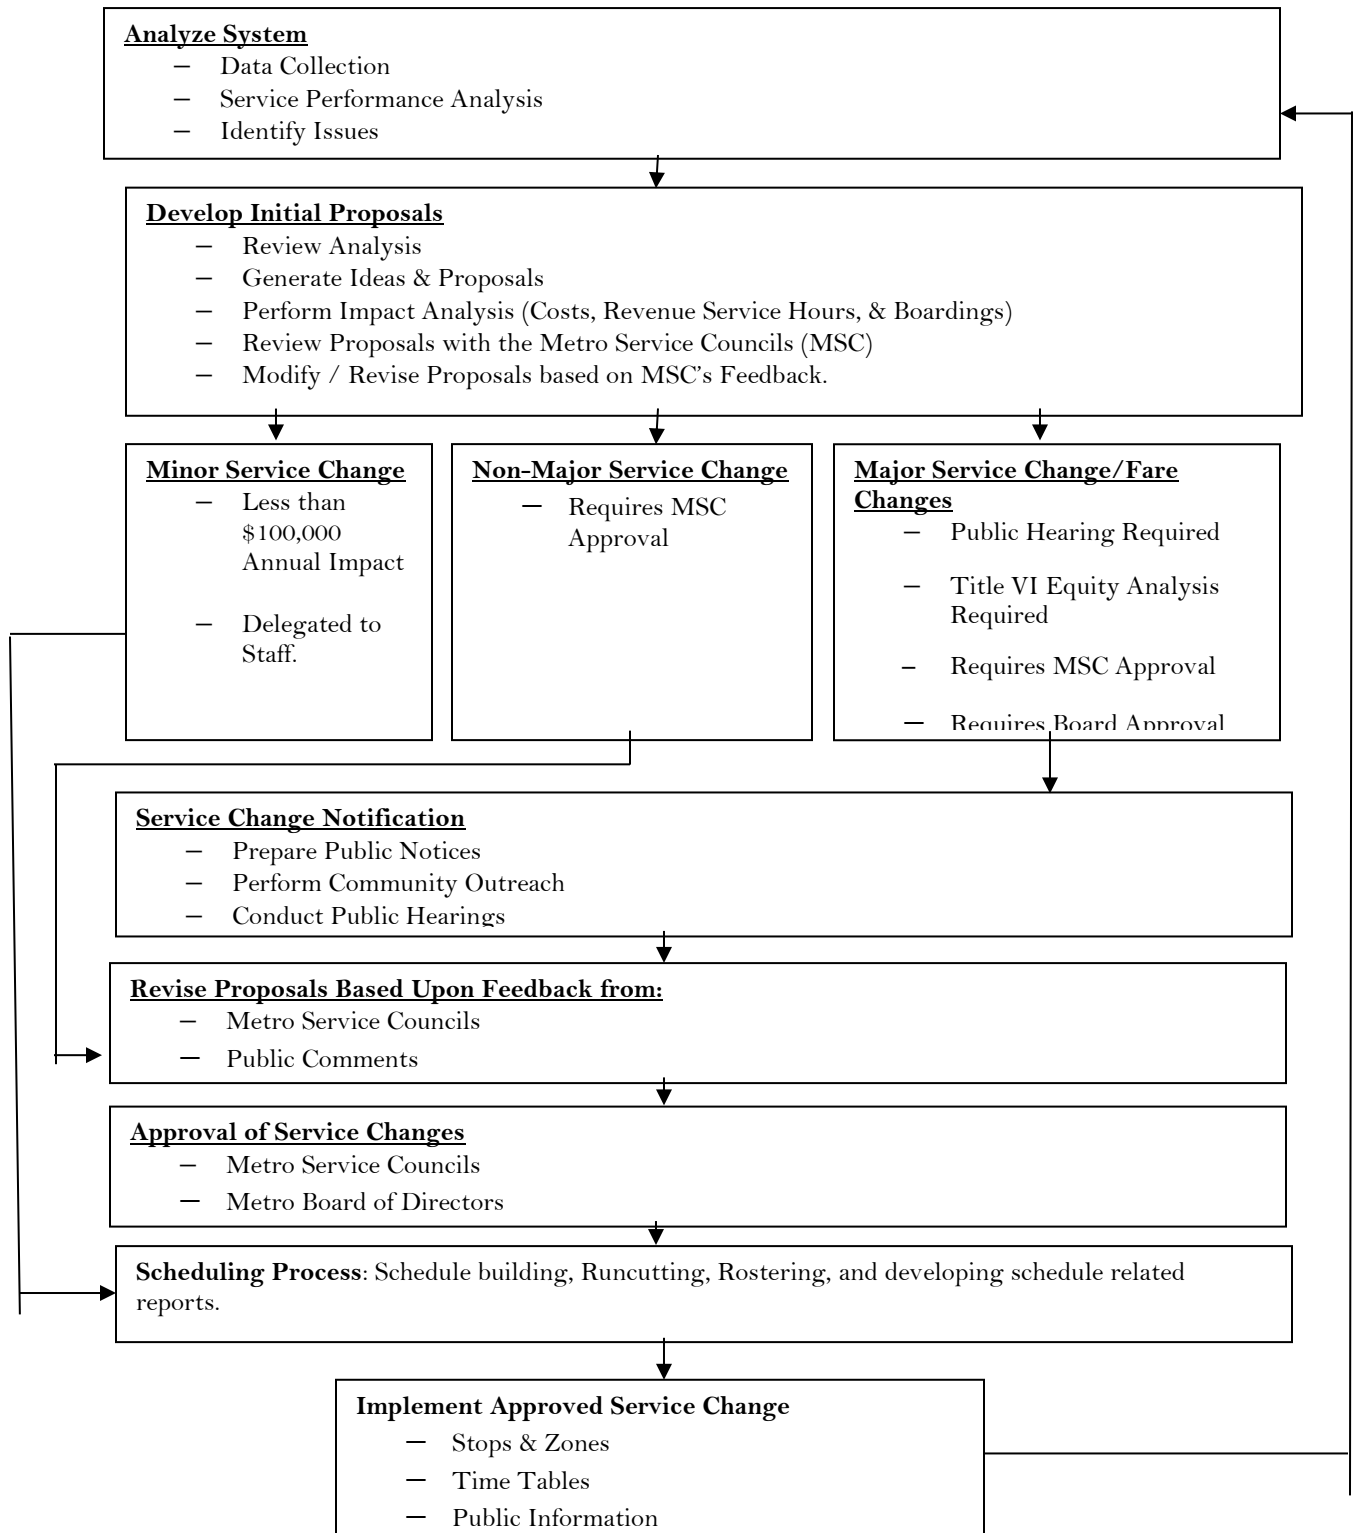 Analyze System
— Data Collection
— Service Performance Analysis
— Identify Issues
Develop Initial Proposals
— Review Analysis
— Generate Ideas & Proposals
— Perform Impact Analysis (Costs, Revenue Service Hours, & Boardings)
— Review Proposals with the Metro Service Councils (MSC)
— Modify / Revise Proposals based on MSC's Feedback.
Minor Service Change
— Less than
$100,000
Annual Impact
— Delegated to
Staff.
Non-Major Service Change
— Requires MSC
Approval
Major Service Change/Fare
Changes
— Public Hearing Required
— Title VI Equity Analysis
Required
– Requires MSC Approval
— Requires Board Approval
Service Change Notification
— Prepare Public Notices
— Perform Community Outreach
— Conduct Public Hearings
Revise Proposals Based Upon Feedback from:
— Metro Service Councils
— Public Comments
Approval of Service Changes
— Metro Service Councils
— Metro Board of Directors
Scheduling Process: Schedule building, Runcutting, Rostering, and developing schedule related
reports.
Implement Approved Service Change
— Stops & Zones
— Time Tables
— Public Information